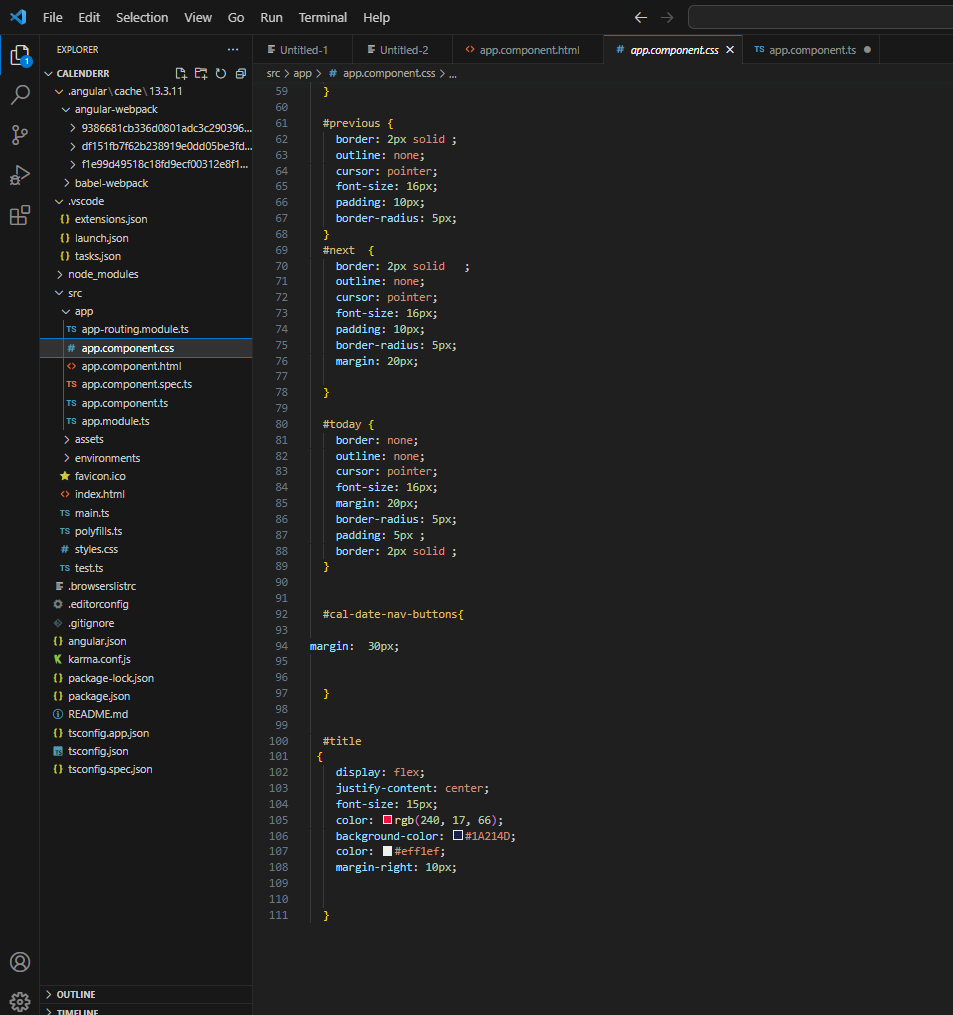 File Edit Selection View Go Run Terminal Help
EXPLORER ...
Untitled-1 Untitled-2 app.component.html # app.component.css TS app.component.ts
CALENDERR
src > app > # app.component.css > ...
.angular\cache\13.3.11
angular-webpack
9386681cb336d0801adc3c290396...
df151fb7f62b238919e0dd05be3fd...
f1e99d49518c18fd9ecf00312e8f1...
babel-webpack
.vscode
{} extensions.json
{} launch.json
{} tasks.json
node_modules
src
app
TS app-routing.module.ts
# app.component.css
<> app.component.html
TS app.component.spec.ts
TS app.component.ts
TS app.module.ts
assets
environments
favicon.ico
<> index.html
TS main.ts
TS polyfills.ts
# styles.css
TS test.ts
.browserslistrc
.editorconfig
.gitignore
{} angular.json
karma.conf.js
{} package-lock.json
{} package.json
README.md
{} tsconfig.app.json
tsconfig.json
{} tsconfig.spec.json
OUTLINE
TIMELINE
1
59 }
60
61 #previous {
62 border: 2px solid ;
63 outline: none;
64 cursor: pointer;
65 font-size: 16px;
66 padding: 10px;
67 border-radius: 5px;
68 }
69 #next {
70 border: 2px solid ;
71 outline: none;
72 cursor: pointer;
73 font-size: 16px;
74 padding: 10px;
75 border-radius: 5px;
76 margin: 20px;
77
78 }
79
80 #today {
81 border: none;
82 outline: none;
83 cursor: pointer;
84 font-size: 16px;
85 margin: 20px;
86 border-radius: 5px;
87 padding: 5px ;
88 border: 2px solid ;
89 }
90
91
92 #cal-date-nav-buttons{
93
94 margin: 30px;
95
96
97 }
98
99
100 #title
101 {
102 display: flex;
103 justify-content: center;
104 font-size: 15px;
105 color: rgb(240, 17, 66);
106 background-color: #1A214D;
107 color: #eff1ef;
108 margin-right: 10px;
109
110
111 }